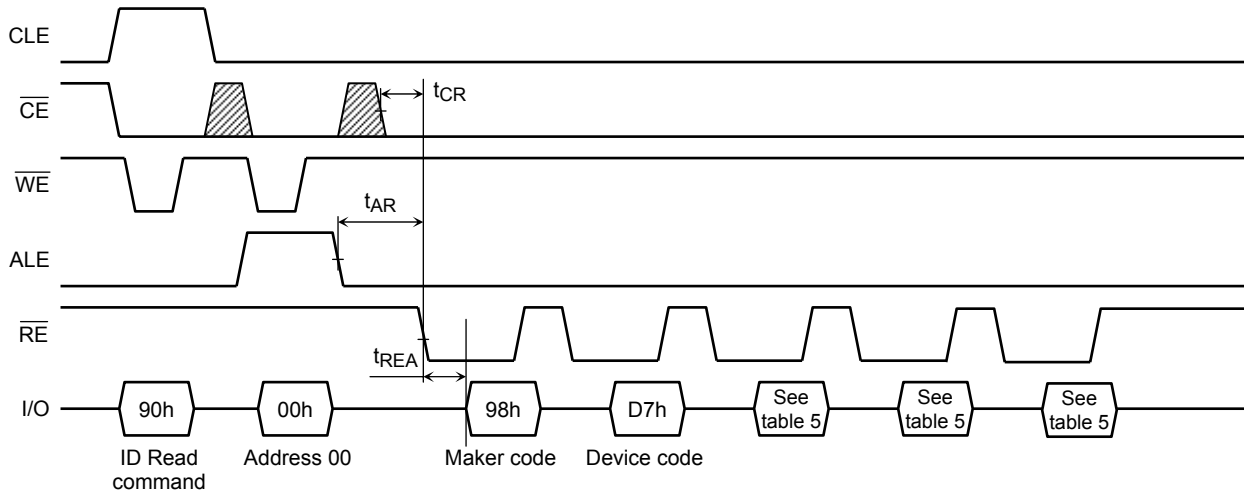 CLE
CE
tCR
WE
tAR
ALE
RE
tREA
I/O
90h
00h
98h
D7h
See
table 5
See
table 5
See
table 5
ID Read
command
Address 00
Maker code
Device code